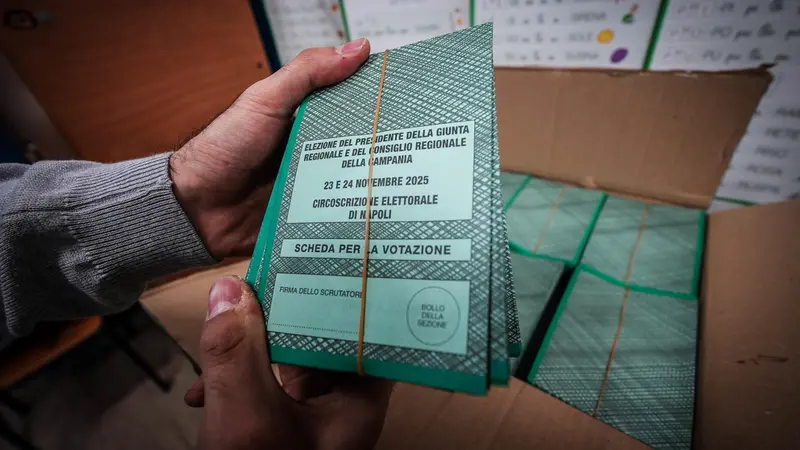 ELEZIONE DEL PRESIDENTE DELLA GIUNTA
REGIONALE E DEL CONSIGLIO REGIONALE
DELLA CAMPANIA
23 E 24 NOVEMBRE 2025
CIRCOSCRIZIONE ELETTORALE
DI NAPOLI
SCHEDA PER LA VOTAZIONE
FIRMA DELLO SCRUTATORE
BOLLO
DELLA
SEZIONE